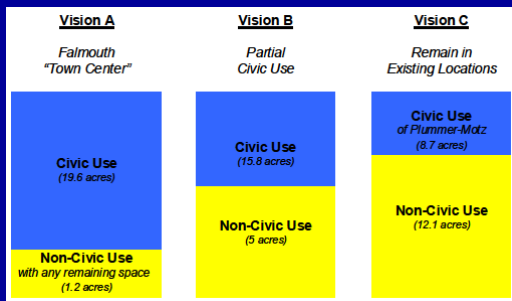 Vision A
Falmouth
"Town Center"
Civic Use
(19.6 acres)
Non-Civic Use
with any remaining space
(1.2 acres)
Vision B
Partial
Civic Use
Civic Use
(15.8 acres)
Non-Civic Use
(5 acres)
Vision C
Remain in
Existing Locations
Civic Use
of Plummer-Motz
(8.7 acres)
Non-Civic Use
(12.1 acres)